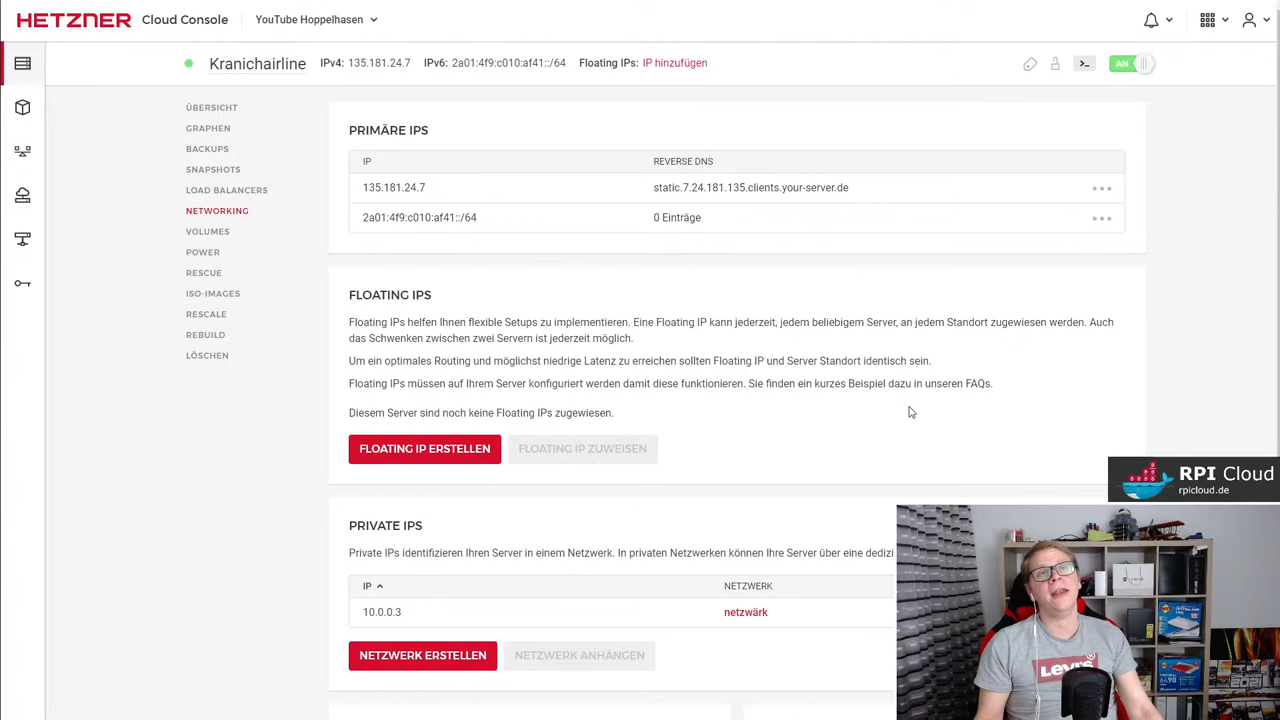 HETZNER Cloud Console YouTube Hoppelhasen
Kranichairline IPv4: 135.181.24.7 IPv6: 2a01:4f9:c010:af41::/64 Floating IPs: IP hinzufügen AN
ÜBERSICHT
GRAPHEN
BACKUPS
SNAPSHOTS
LOAD BALANCERS
NETWORKING
VOLUMES
POWER
RESCUE
ISO-IMAGES
RESCALE
REBUILD
LÖSCHEN
PRIMÄRE IPS
IP REVERSE DNS
135.181.24.7 static.7.24.181.135.clients.your-server.de
2a01:4f9:c010:af41::/64 0 Einträge
FLOATING IPS
Floating IPs helfen Ihnen flexible Setups zu implementieren. Eine Floating IP kann jederzeit, jedem beliebigem Server, an jedem Standort zugewiesen werden. Auch
das Schwenken zwischen zwei Servern ist jederzeit möglich.
Um ein optimales Routing und möglichst niedrige Latenz zu erreichen sollten Floating IP und Server Standort identisch sein.
Floating IPs müssen auf Ihrem Server konfiguriert werden damit diese funktionieren. Sie finden ein kurzes Beispiel dazu in unseren FAQs.
Diesem Server sind noch keine Floating IPs zugewiesen.
FLOATING IP ERSTELLEN FLOATING IP ZUWEISEN
PRIVATE IPS
Private IPs identifizieren Ihren Server in einem Netzwerk. In privaten Netzwerken können Ihre Server über eine dedizi
IP NETZWERK
10.0.0.3 netzwärk
NETZWERK ERSTELLEN NETZWERK ANHÄNGEN
RPI Cloud
rpicloud.de
Levi's